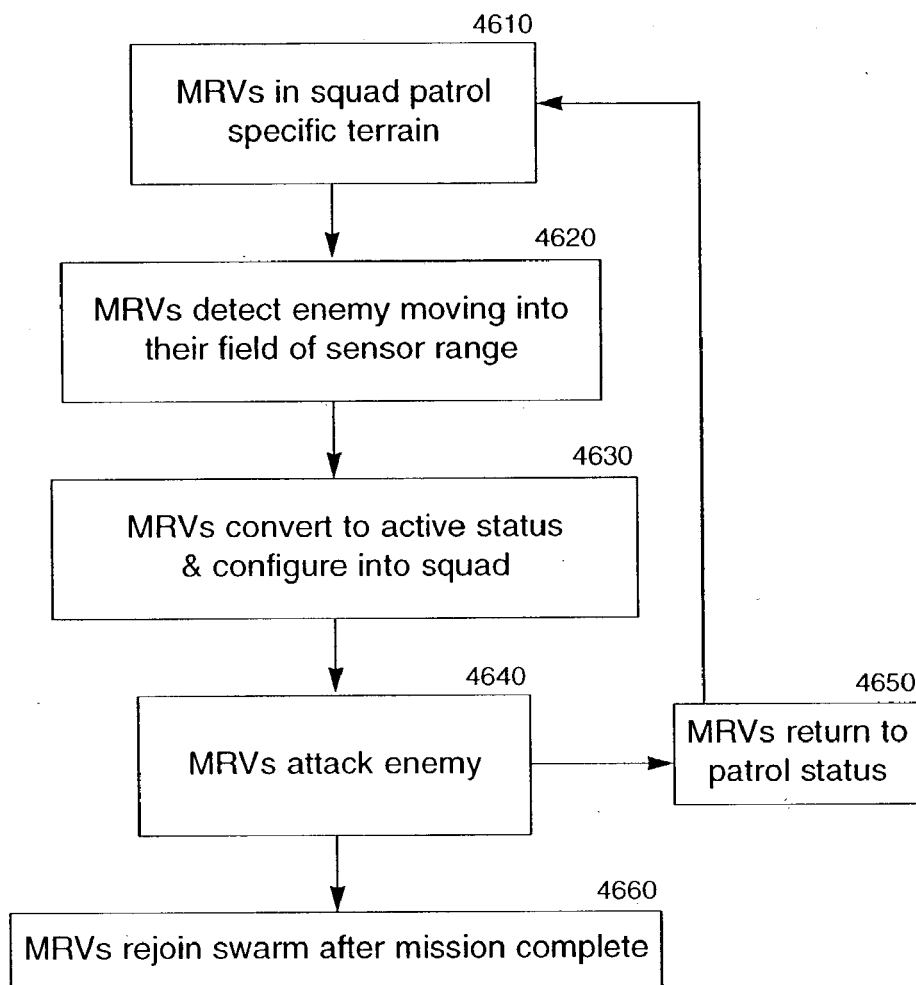 4610
MRVs in squad patrol
specific terrain
4620
MRVs detect enemy moving into
their field of sensor range
4630
MRVs convert to active status
& configure into squad
4640
MRVs attack enemy
4650
MRVs return to
patrol status
4660
MRVs rejoin swarm after mission complete